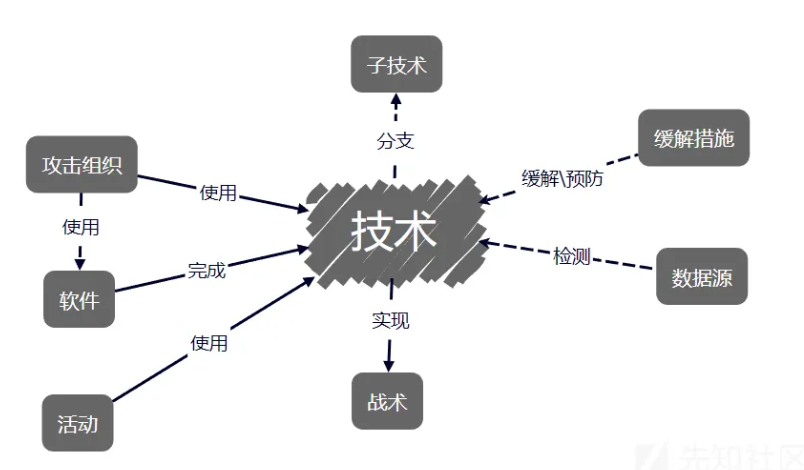 子技术
分支
缓解措施
攻击组织
缓解\预防
使用
使用
技术
检测
数据源
完成
软件
实现
使用
战术
活动
先知社区